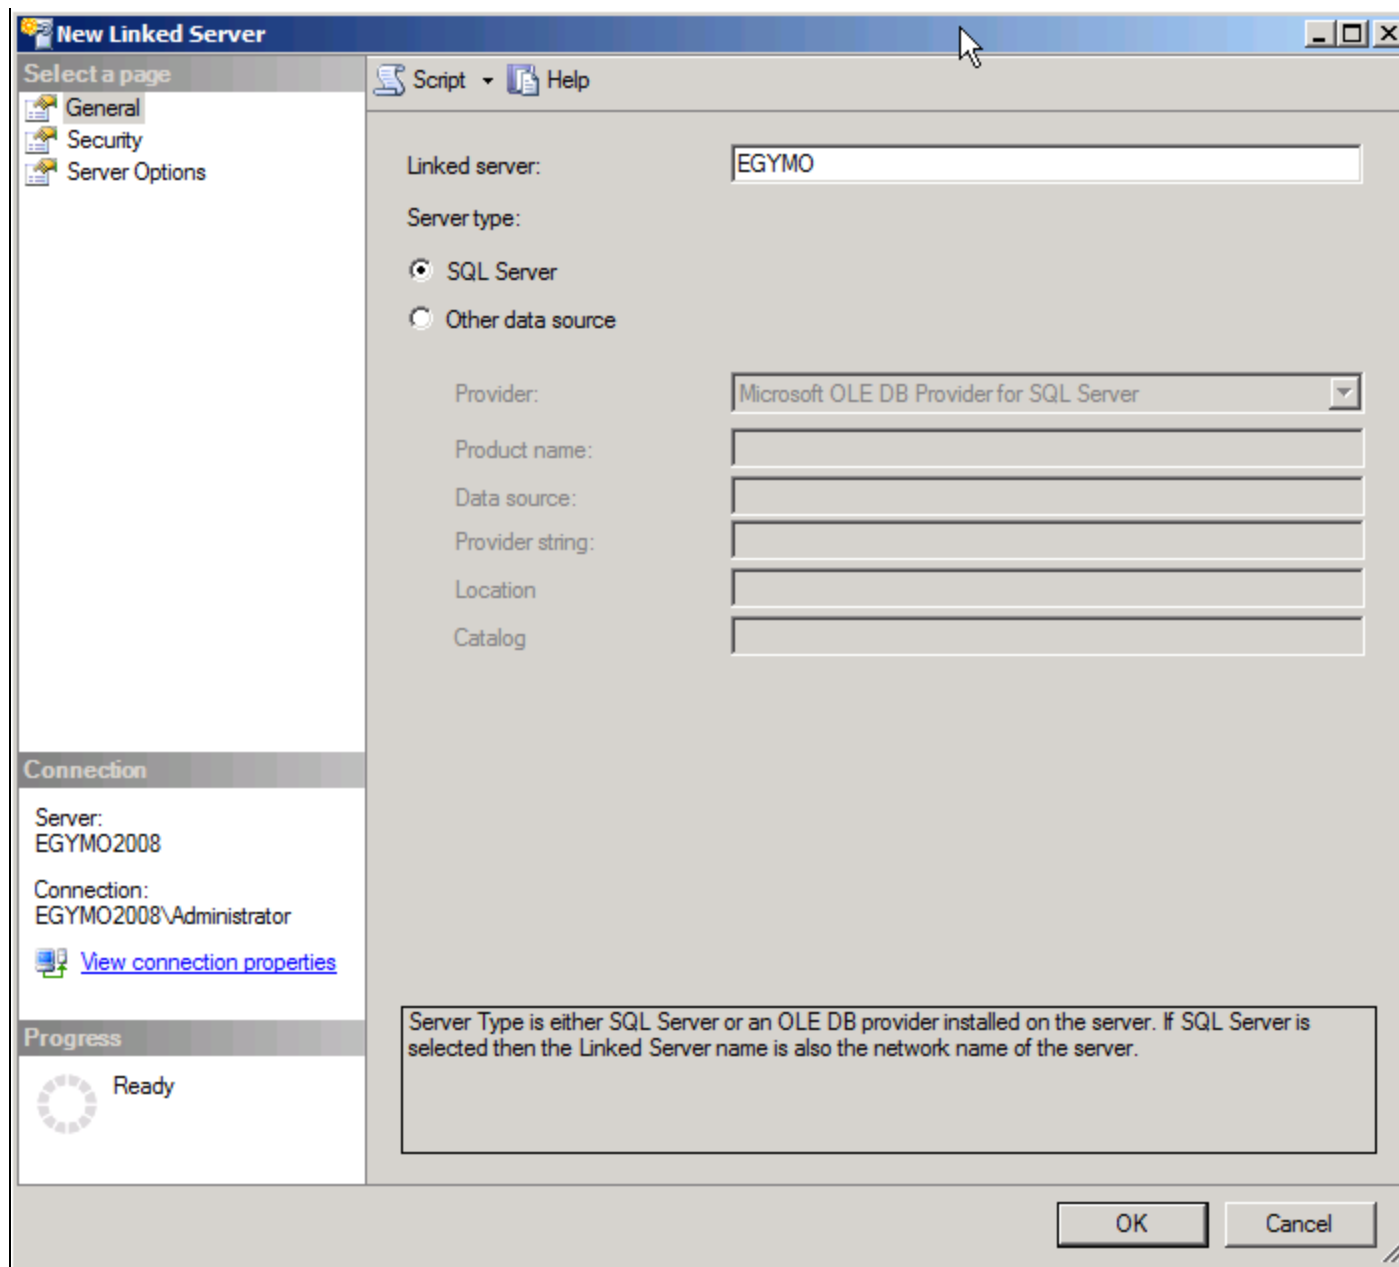 New Linked Server
Select a page
General
Security
Server Options
Script Help
Linked server: EGYMO
Server type:
SQL Server
Other data source
Provider: Microsoft OLE DB Provider for SQL Server
Product name:
Data source:
Provider string:
Location
Catalog
Connection
Server:
EGYMO2008
Connection:
EGYMO2008\Administrator
View connection properties
Progress
Ready
Server Type is either SQL Server or an OLE DB provider installed on the server. If SQL Server is
selected then the Linked Server name is also the network name of the server.
OK Cancel